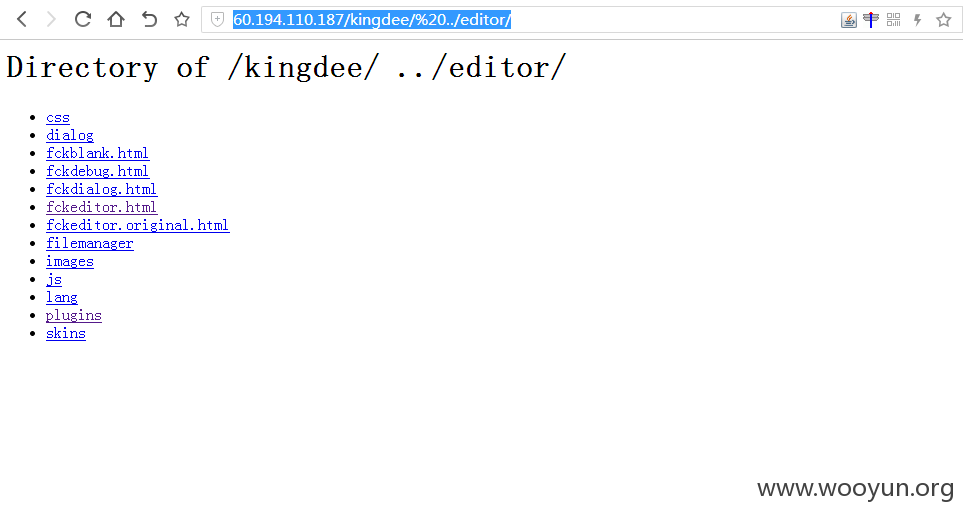 60.194.110.187/kingdee/%20../editor/
Directory of /kingdee/ ../editor/
css
dialog
fckblank.html
fckdebug.html
fckdialog.html
fckeditor.html
fckeditor.original.html
filemanager
images
js
lang
plugins
skins
www.wooyun.org